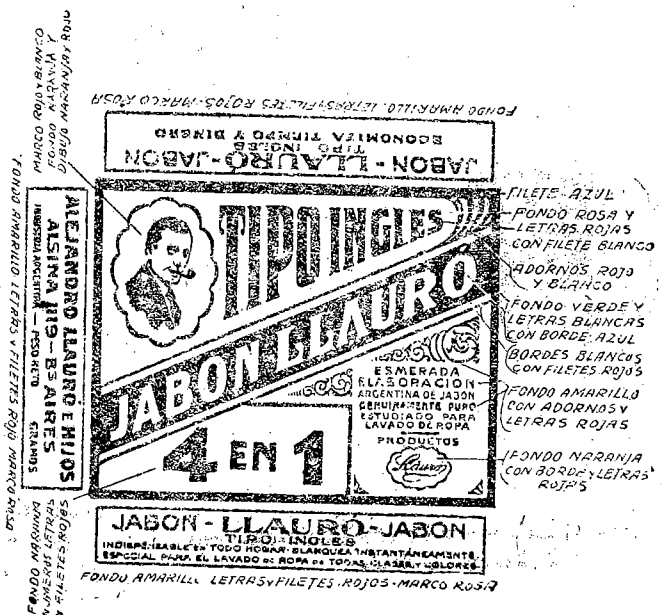 MARCO ROJO Y BLANCO
FONDO NARANJA Y
DIBUJO NARANJA Y ROJO
FONDO AMARILLO, LETRAS Y FILETES ROJOS-MARCO ROSA
JABON - LLAURÓ - JABON
TIPO INGLES
ECONOMIZA TIEMPO Y DINERO
FONDO AMARILLO LETRAS Y FILETES ROJO MARCO ROSA
ALEJANDRO LLAURÓ E HIJOS
ALSINA 1119 - Bs AIRES
INDUSTRIA ARGENTINA - PESO NETO GRAMOS
TIPO INGLES
JABON LLAURÓ
4 EN 1
ESMERADA
ELABORACION
ARGENTINA DE JABON
GENUINAMENTE PURO
ESTUDIADO PARA
LAVADO DE ROPA
PRODUCTOS
Llauró
FILETE AZUL
FONDO ROSA Y
LETRAS ROJAS
CON FILETE BLANCO
ADORNOS ROJO
Y BLANCO
FONDO VERDE Y
LETRAS BLANCAS
CON BORDE AZUL
BORDES BLANCOS
CON FILETES ROJOS
FONDO AMARILLO
CON ADORNOS Y
LETRAS ROJAS
FONDO NARANJA
CON BORDE Y LETRAS
ROJAS
FONDO NARANJA
NUMEROS LETRAS
Y FILETES ROJOS
JABON - LLAURÓ - JABON
TIPO INGLES
INDISPENSABLE EN TODO HOGAR-BLANQUEA INSTANTÁNEAMENTE
ESPECIAL PARA EL LAVADO DE ROPA DE TODAS CLASES Y COLORES
FONDO AMARILLO LETRAS Y FILETES ROJOS-MARCO ROSA